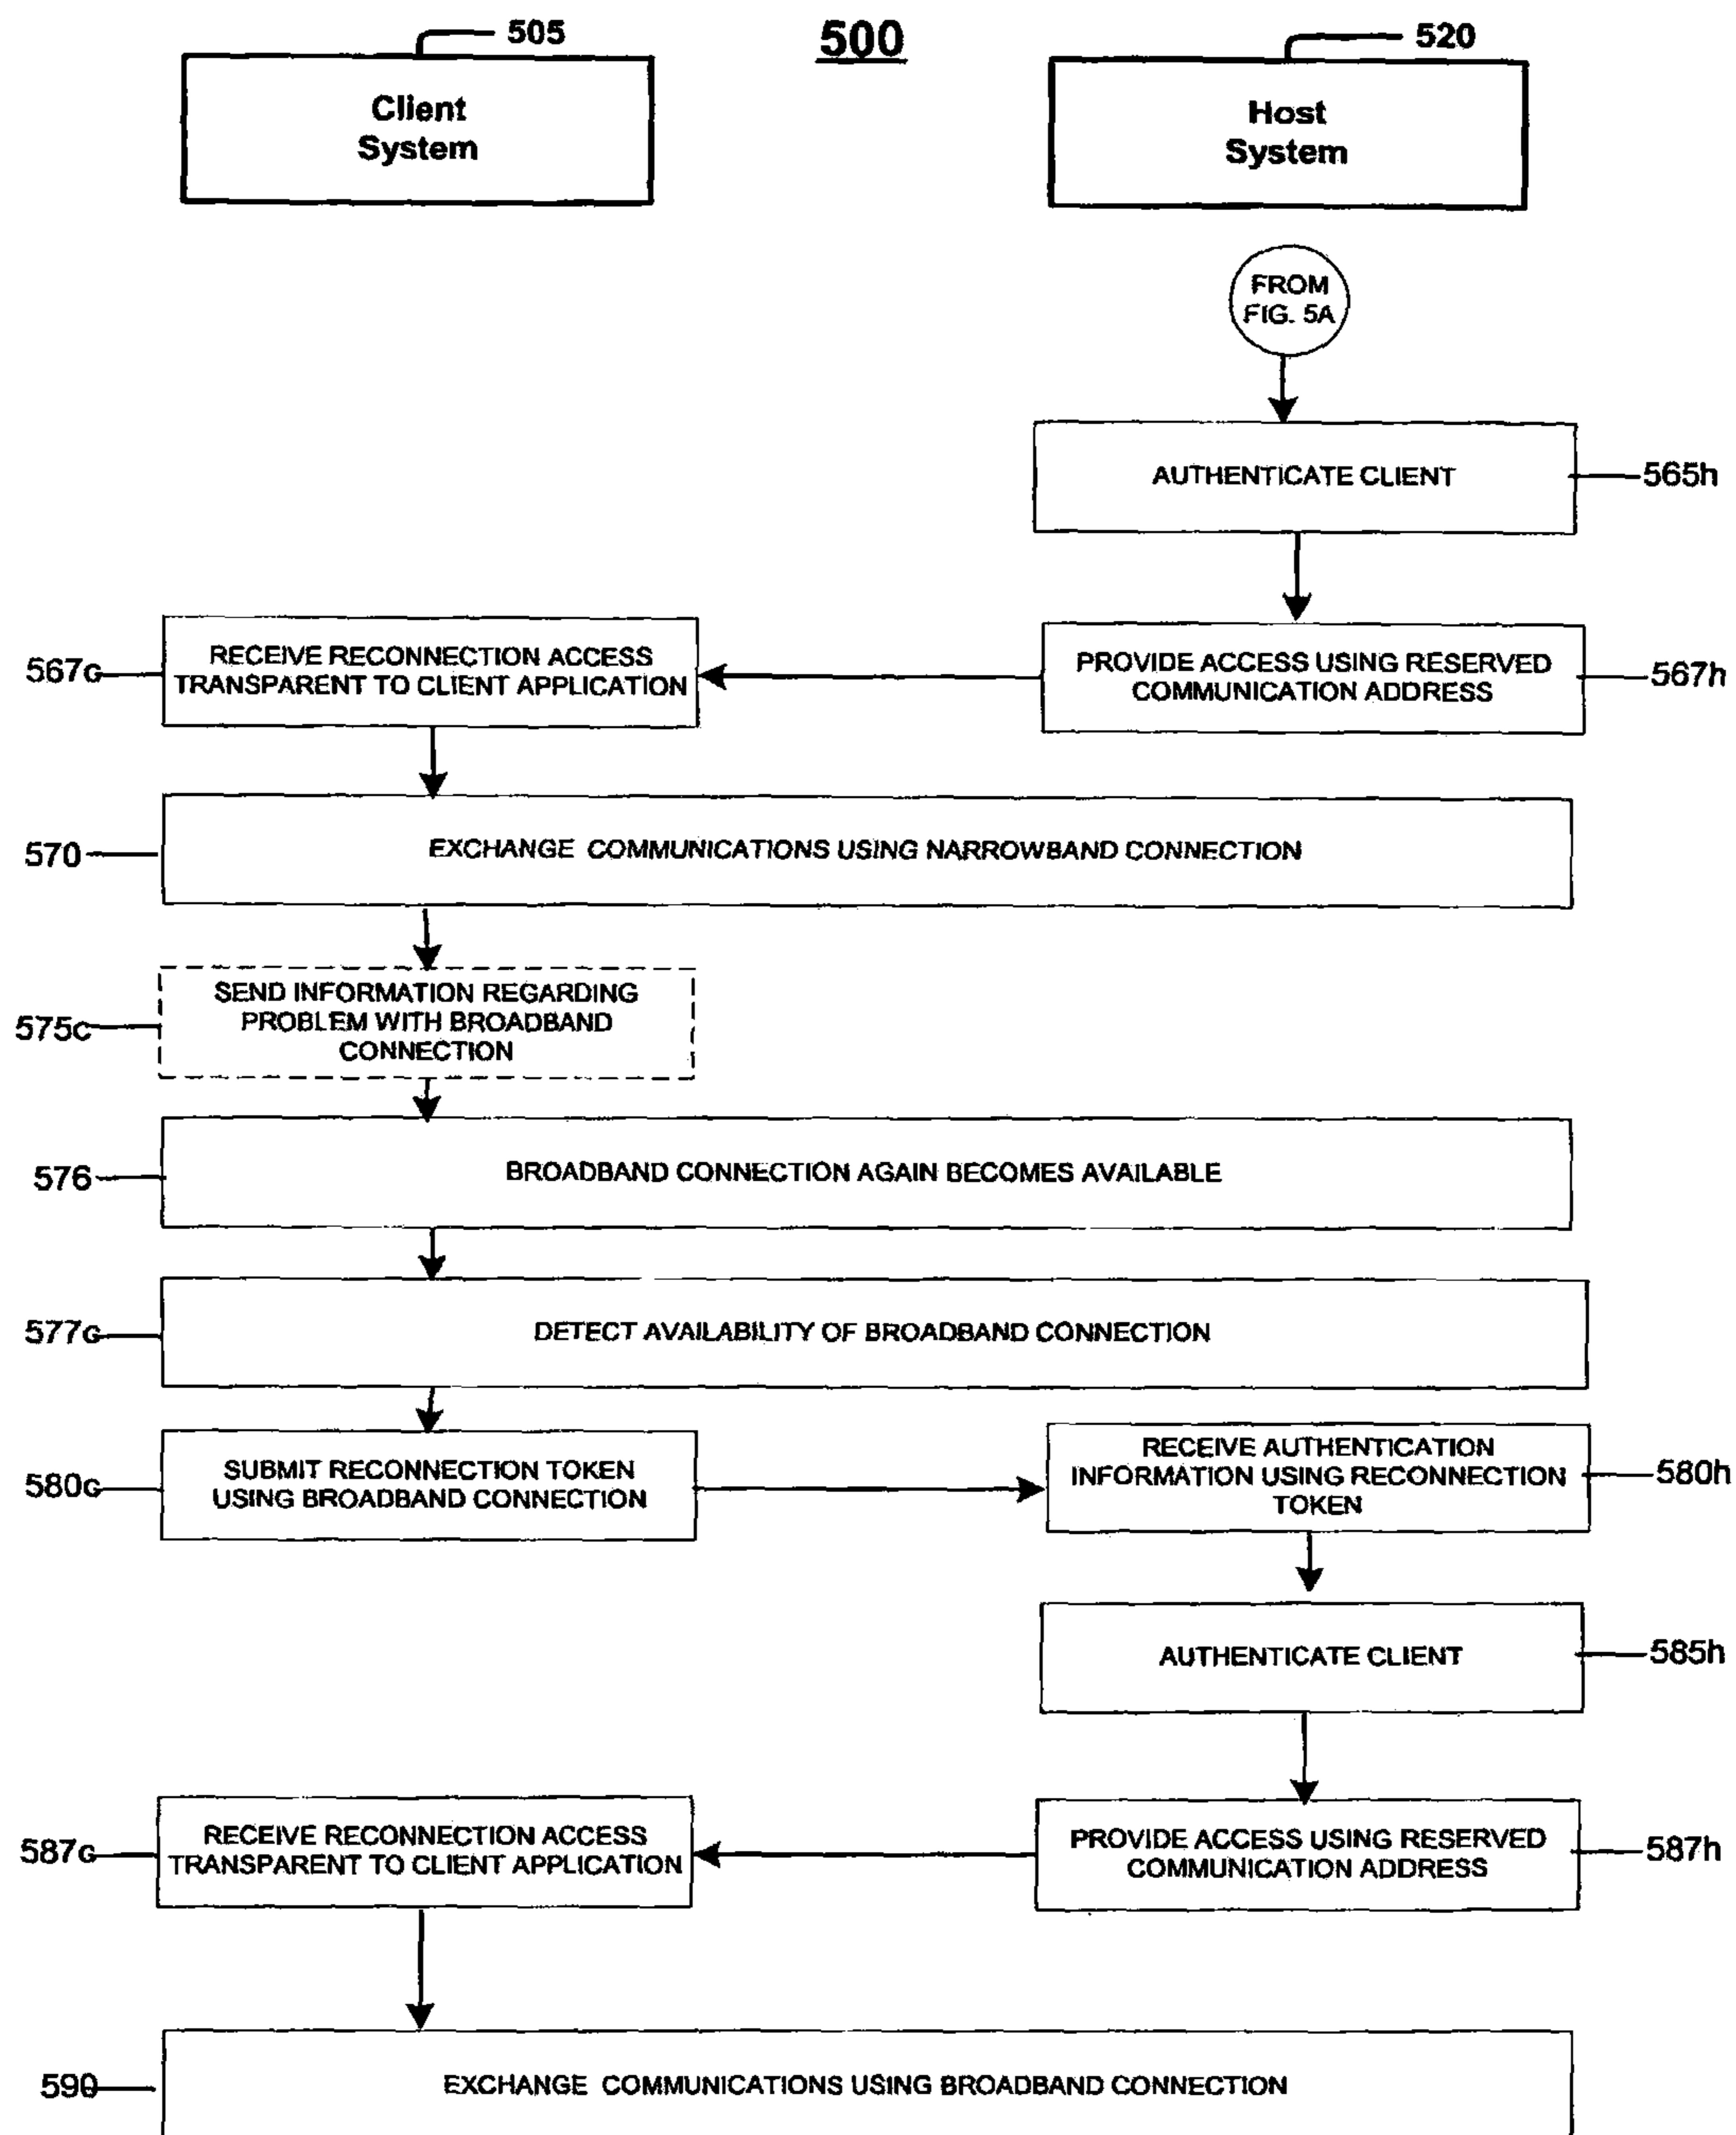 505
500
520
Client
System
Host
System
FROM
FIG. 5A
AUTHENTICATE CLIENT
565h
567c
RECEIVE RECONNECTION ACCESS
TRANSPARENT TO CLIENT APPLICATION
PROVIDE ACCESS USING RESERVED
COMMUNICATION ADDRESS
567h
570
EXCHANGE COMMUNICATIONS USING NARROWBAND CONNECTION
575c
SEND INFORMATION REGARDING
PROBLEM WITH BROADBAND
CONNECTION
576
BROADBAND CONNECTION AGAIN BECOMES AVAILABLE
577c
DETECT AVAILABILITY OF BROADBAND CONNECTION
580c
SUBMIT RECONNECTION TOKEN
USING BROADBAND CONNECTION
RECEIVE AUTHENTICATION
INFORMATION USING RECONNECTION
TOKEN
580h
AUTHENTICATE CLIENT
585h
587c
RECEIVE RECONNECTION ACCESS
TRANSPARENT TO CLIENT APPLICATION
PROVIDE ACCESS USING RESERVED
COMMUNICATION ADDRESS
587h
590
EXCHANGE COMMUNICATIONS USING BROADBAND CONNECTION